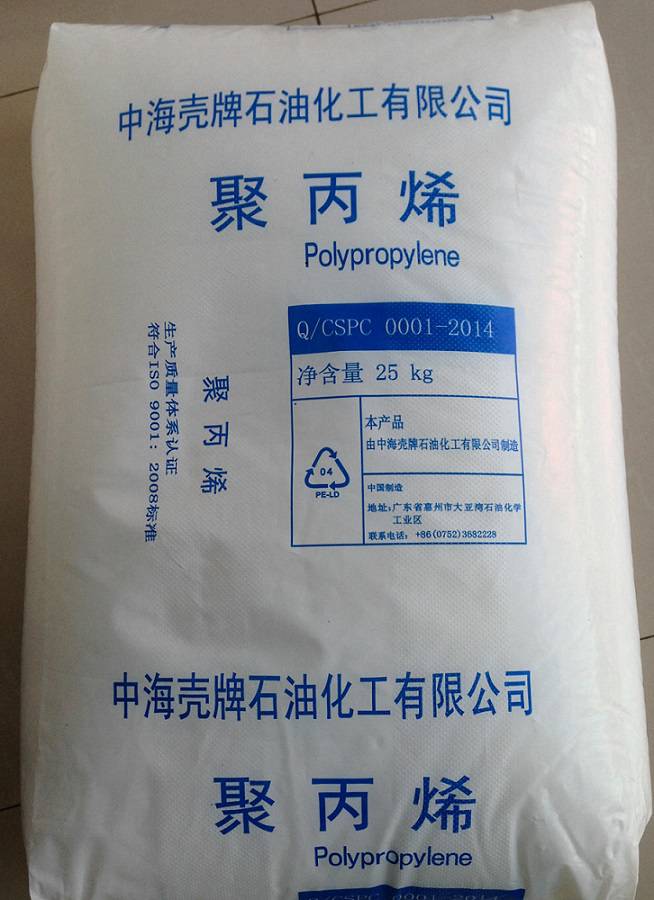 中海壳牌石油化工有限公司
聚丙烯
Polypropylene
生产质量体系认证
符合ISO 9001：2008标准
聚丙烯
Q/CSPC 0001-2014
净含量 25 kg
04
PE-LD
本产品
由中海壳牌石油化工有限公司制造
中国制造
地址：广东省惠州市大亚湾石油化学
工业区
联系电话：+86(0752)3682228
中海壳牌石油化工有限公司
聚丙烯
Polypropylene
Q/CSPC 0001-2014